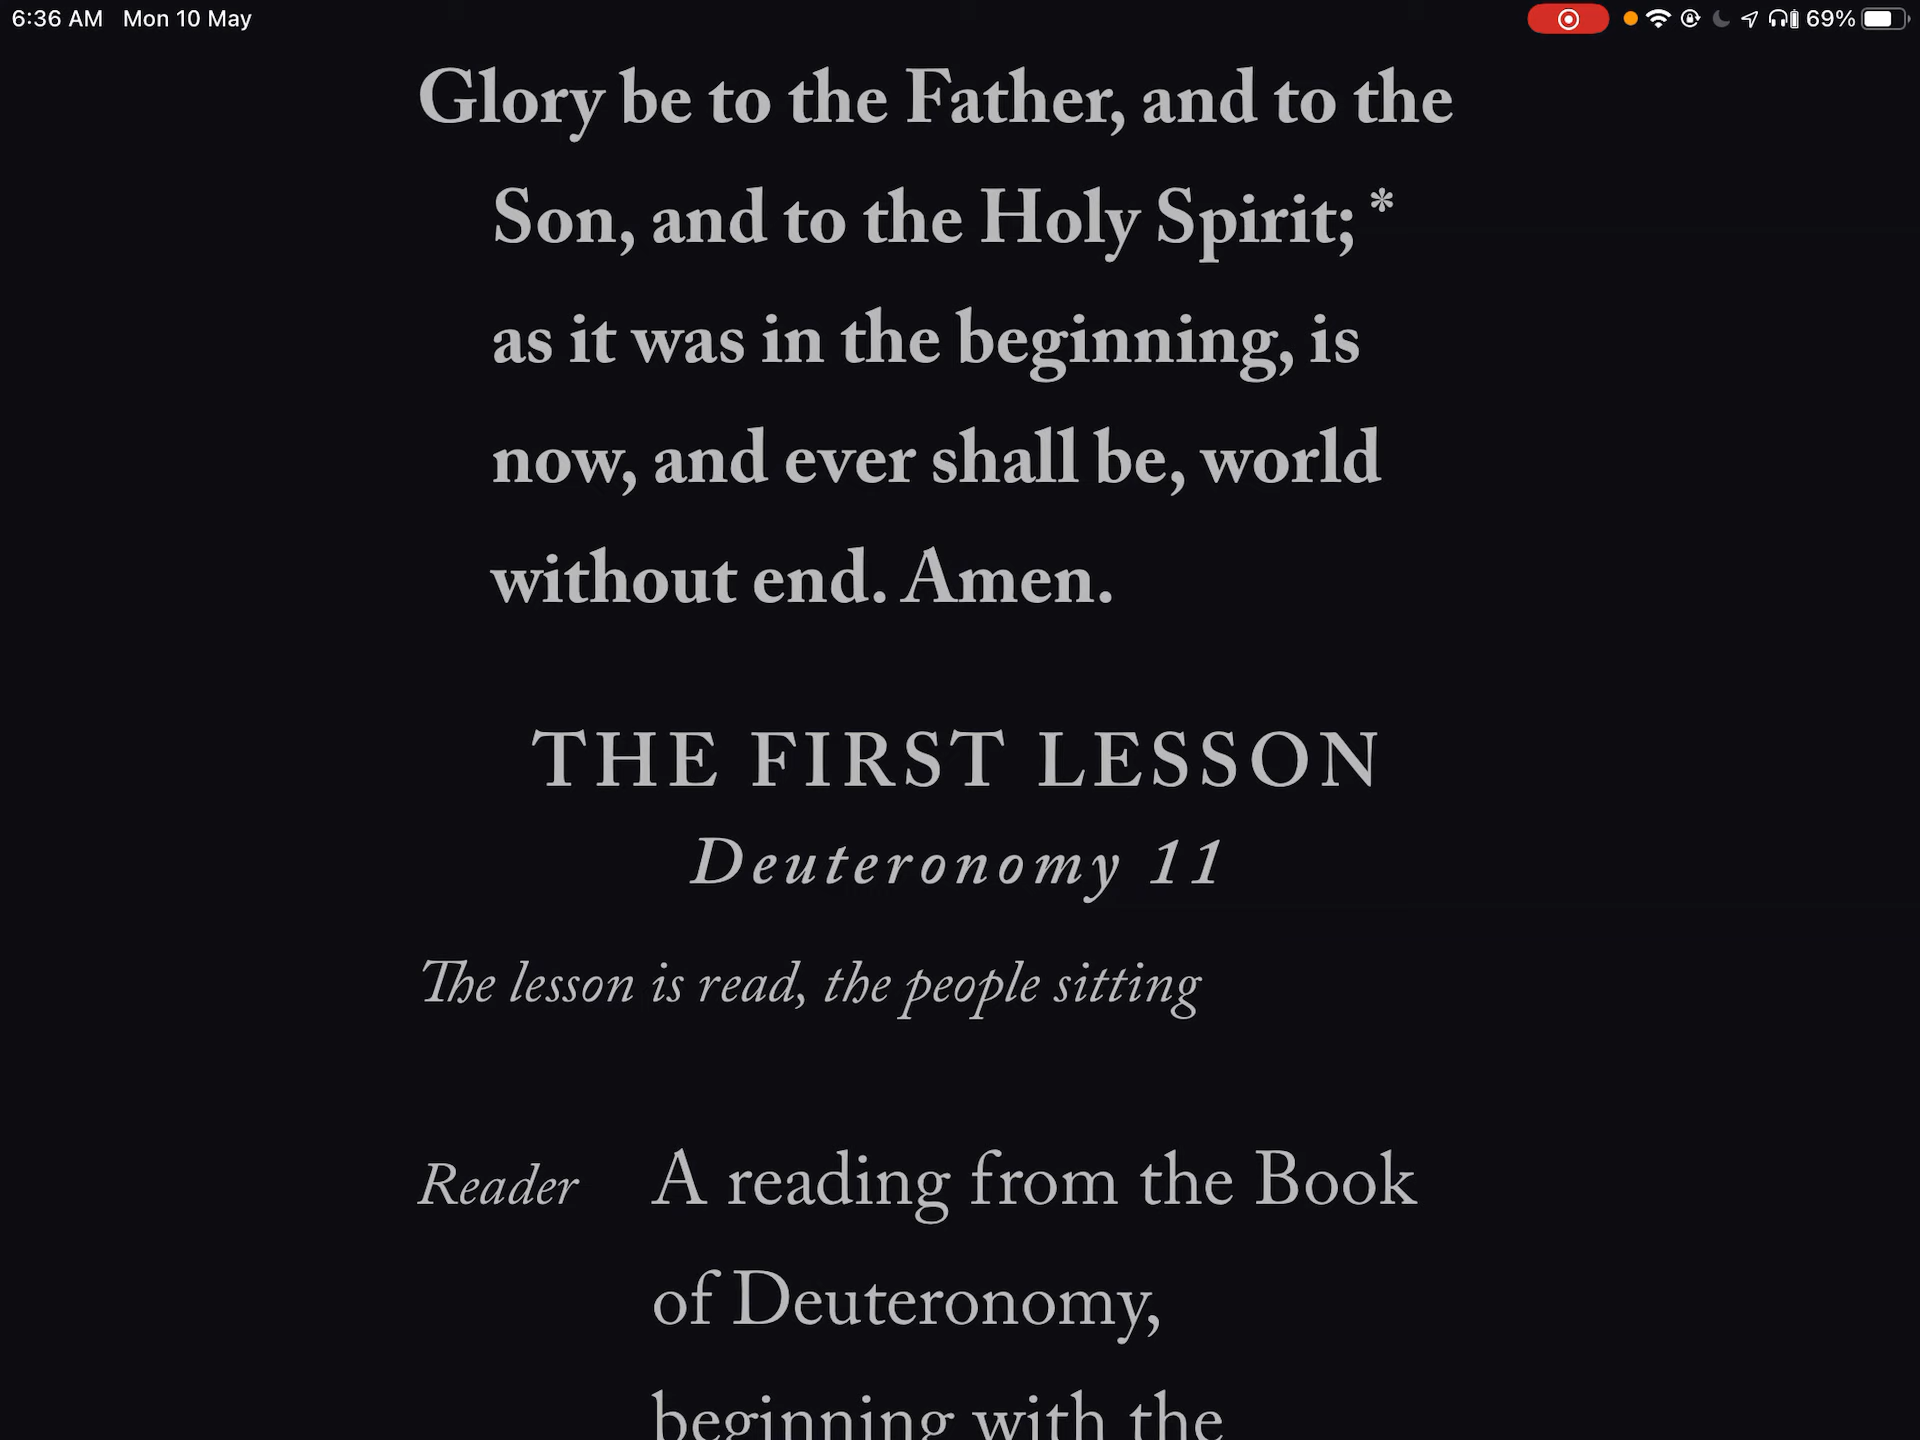 6:36 AM Mon 10 May 69%
Glory be to the Father, and to the
Son, and to the Holy Spirit; *
as it was in the beginning, is
now, and ever shall be, world
without end. Amen.
THE FIRST LESSON
Deuteronomy 11
The lesson is read, the people sitting
Reader A reading from the Book
of Deuteronomy,
beginning with the